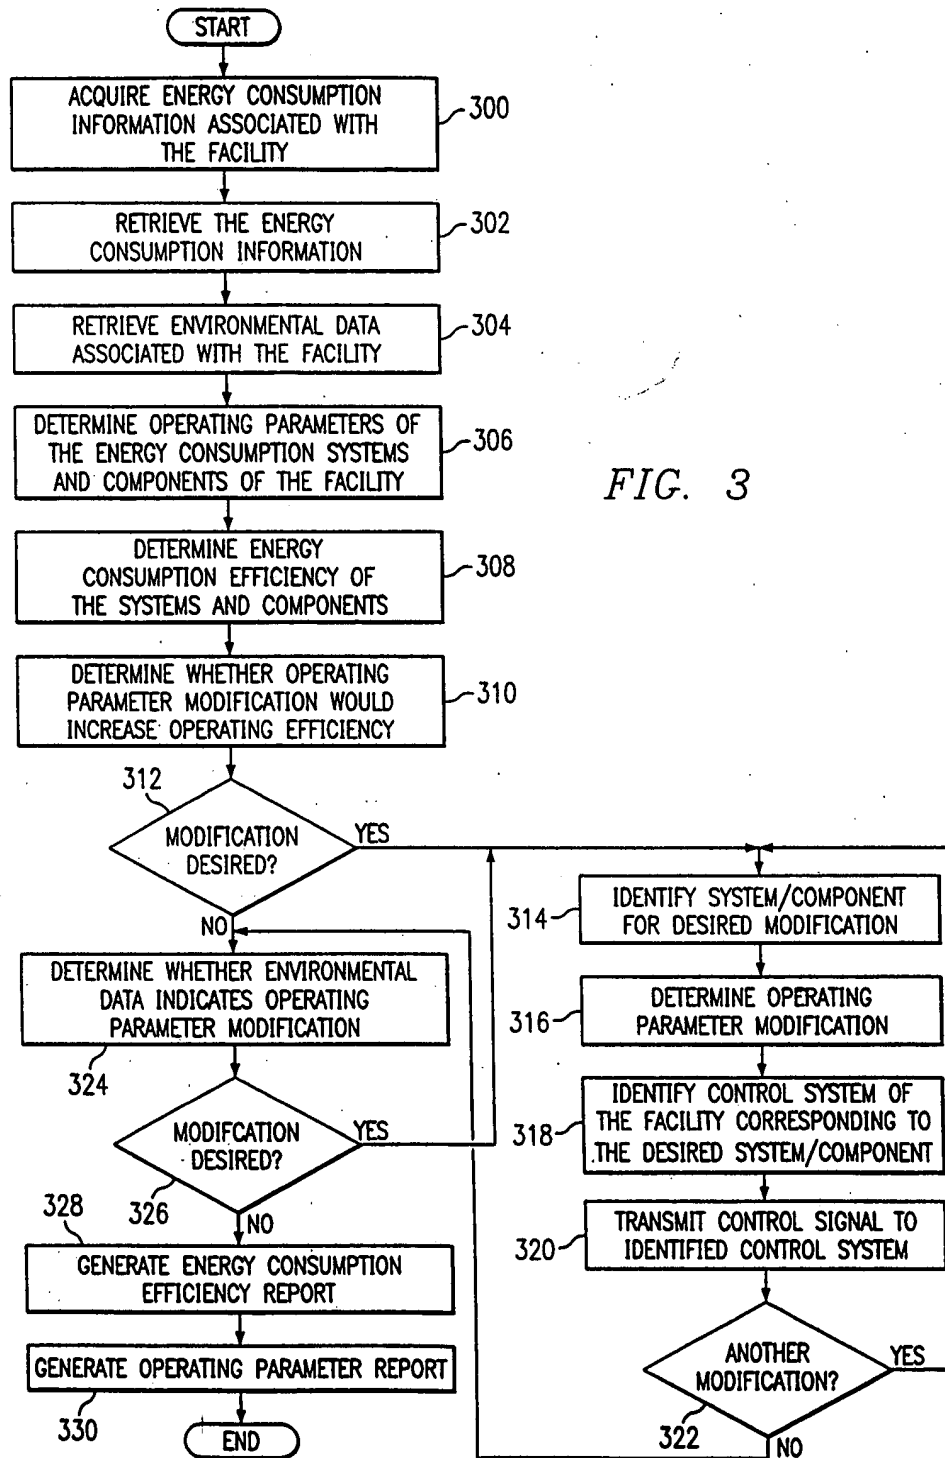 START
ACQUIRE ENERGY CONSUMPTION
INFORMATION ASSOCIATED WITH
THE FACILITY
300
RETRIEVE THE ENERGY
CONSUMPTION INFORMATION
302
RETRIEVE ENVIRONMENTAL DATA
ASSOCIATED WITH THE FACILITY
304
DETERMINE OPERATING PARAMETERS OF
THE ENERGY CONSUMPTION SYSTEMS
AND COMPONENTS OF THE FACILITY
306
FIG. 3
DETERMINE ENERGY
CONSUMPTION EFFICIENCY OF
THE SYSTEMS AND COMPONENTS
308
DETERMINE WHETHER OPERATING
PARAMETER MODIFICATION WOULD
INCREASE OPERATING EFFICIENCY
310
312
MODIFICATION
DESIRED?
YES
NO
DETERMINE WHETHER ENVIRONMENTAL
DATA INDICATES OPERATING
PARAMETER MODIFICATION
324
MODIFCATION
DESIRED?
YES
326
NO
328
GENERATE ENERGY CONSUMPTION
EFFICIENCY REPORT
GENERATE OPERATING PARAMETER REPORT
330
END
314
IDENTIFY SYSTEM/COMPONENT
FOR DESIRED MODIFICATION
316
DETERMINE OPERATING
PARAMETER MODIFICATION
318
IDENTIFY CONTROL SYSTEM OF
THE FACILITY CORRESPONDING TO
THE DESIRED SYSTEM/COMPONENT
320
TRANSMIT CONTROL SIGNAL TO
IDENTIFIED CONTROL SYSTEM
ANOTHER
MODIFICATION?
YES
322
NO